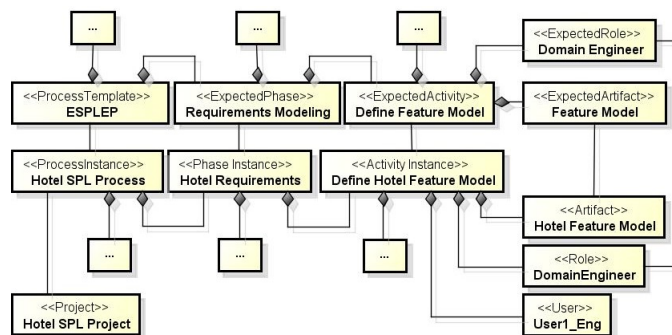 ...
...
...
<<ExpectedRole>>
Domain Engineer
<<ProcessTemplate>>
ESPLEP
<<ExpectedPhase>>
Requirements Modeling
<<ExpectedActivity>>
Define Feature Model
<<ExpectedArtifact>>
Feature Model
<<ProcessInstance>>
Hotel SPL Process
<<Phase Instance>>
Hotel Requirements
<<Activity Instance>>
Define Hotel Feature Model
<<Artifact>>
Hotel Feature Model
...
...
...
<<Role>>
DomainEngineer
<<Project>>
Hotel SPL Project
<<User>>
User1_Eng